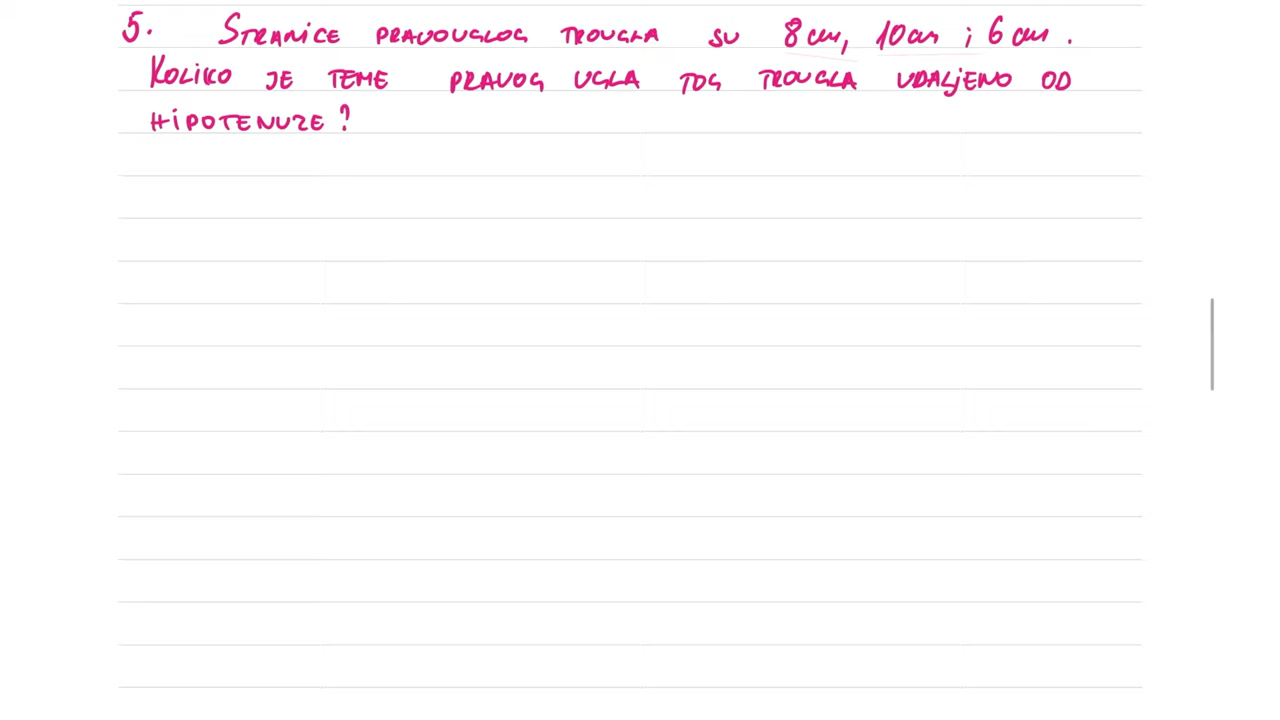 5. STRANICE PRAVOUGLOG TROUGLA SU 8cm, 10cm i 6cm.
KOLIKO JE TEME PRAVOG UGLA TOG TROUGLA UDALJENO OD
HIPOTENUZE?